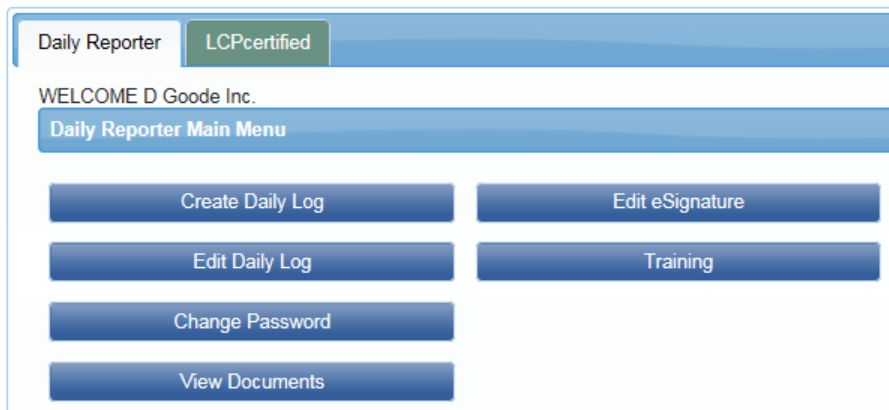 Daily Reporter LCPcertified
WELCOME D Goode Inc.
Daily Reporter Main Menu
Create Daily Log Edit eSignature
Edit Daily Log Training
Change Password
View Documents